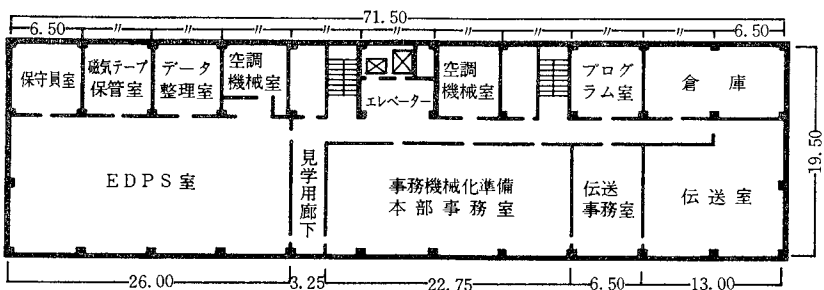 71.50
6.50
〃
〃
〃
〃
〃
〃
〃
〃
〃
6.50
保守員室
磁気テープ
保管室
データ
整理室
空調
機械室
エレベーター
空調
機械室
プログ
ラム室
倉庫
19.50
EDPS室
見学用廊下
事務機械化準備
本部事務室
伝送
事務室
伝送室
26.00
3.25
22.75
6.50
13.00